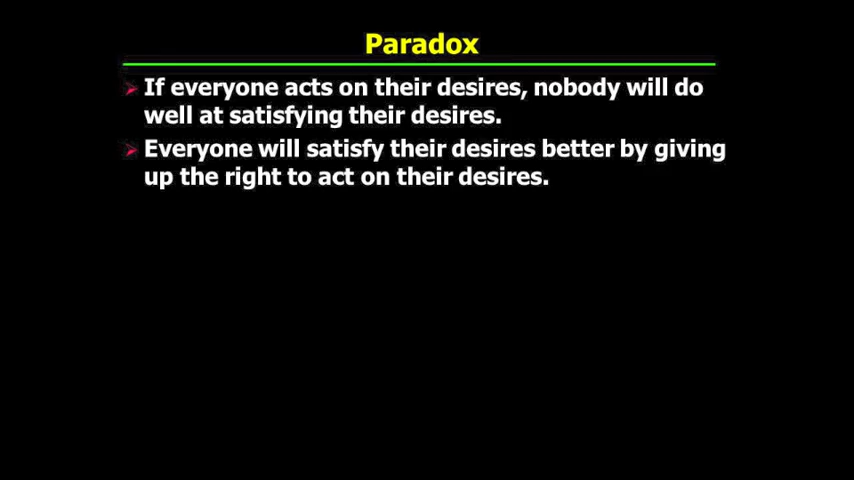 Paradox
If everyone acts on their desires, nobody will do
well at satisfying their desires.
Everyone will satisfy their desires better by giving
up the right to act on their desires.